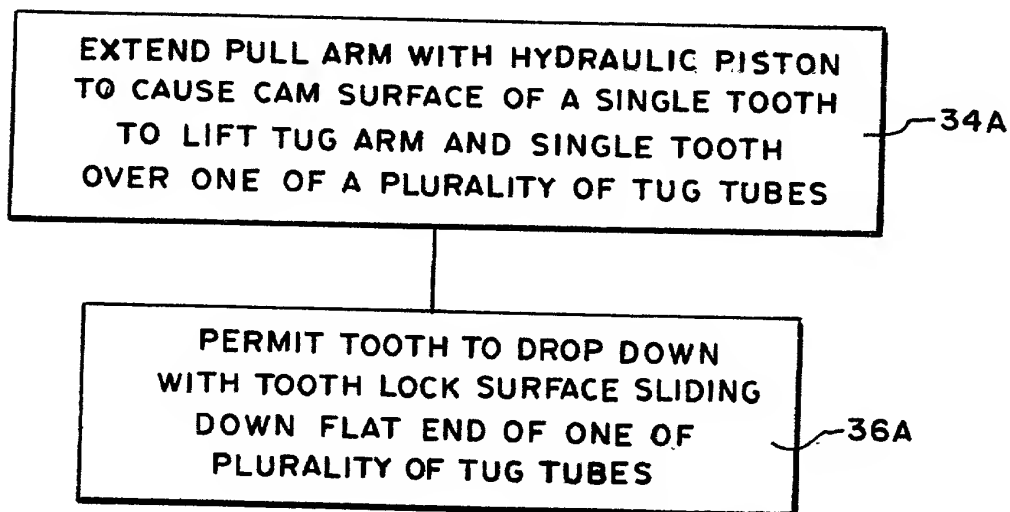 EXTEND PULL ARM WITH HYDRAULIC PISTON
TO CAUSE CAM SURFACE OF A SINGLE TOOTH
TO LIFT TUG ARM AND SINGLE TOOTH
OVER ONE OF A PLURALITY OF TUG TUBES
34A
PERMIT TOOTH TO DROP DOWN
WITH TOOTH LOCK SURFACE SLIDING
DOWN FLAT END OF ONE OF
PLURALITY OF TUG TUBES
36A